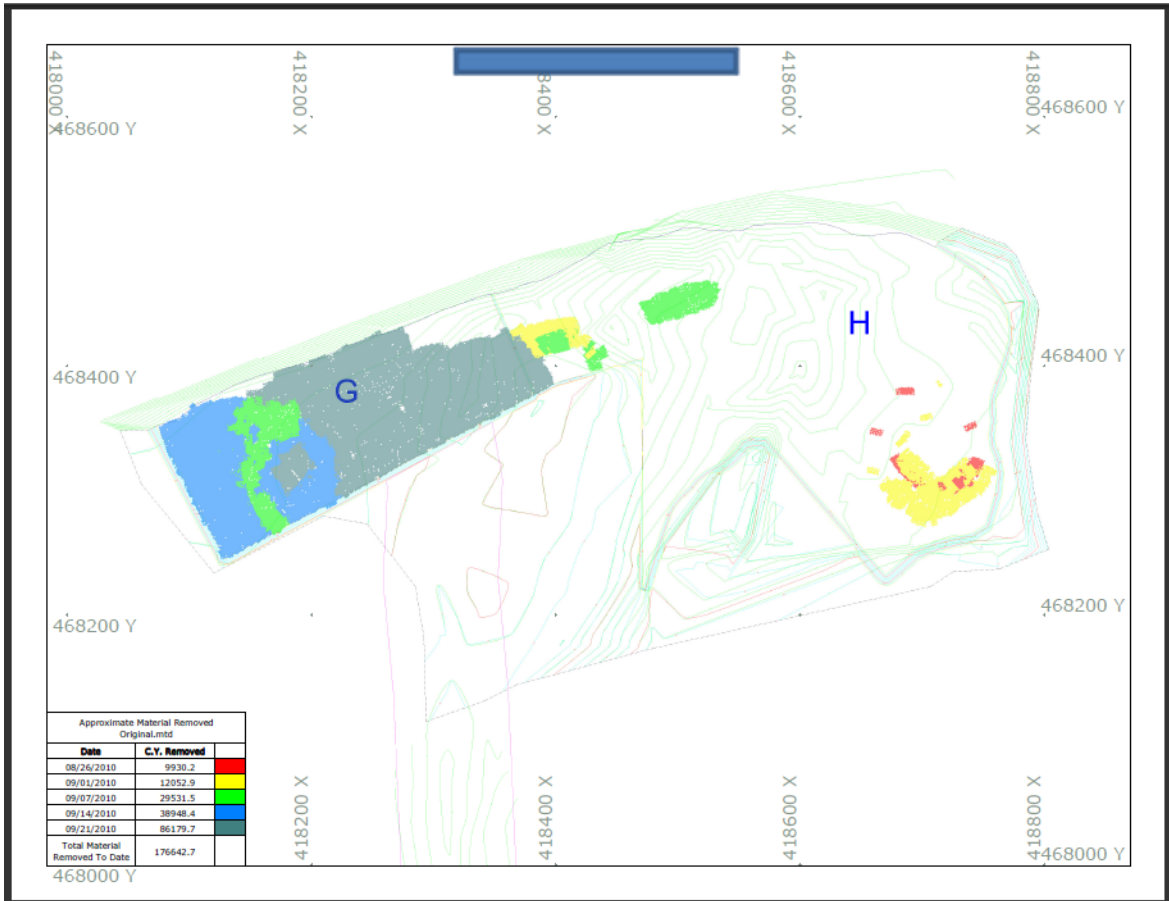 418000 X
418200 X
8400 X
418600 X
418800 X
468600 Y
468600 Y
H
G
468400 Y
468400 Y
468200 Y
468200 Y
Approximate Material Removed
Original.mtd
Date C.Y. Removed
08/26/2010 9930.2
09/01/2010 12052.9
09/07/2010 29531.5
09/14/2010 38948.4
09/21/2010 86179.7
Total Material
Removed To Date 176642.7
418200 X
418400 X
418600 X
418800 X
468000 Y
468000 Y